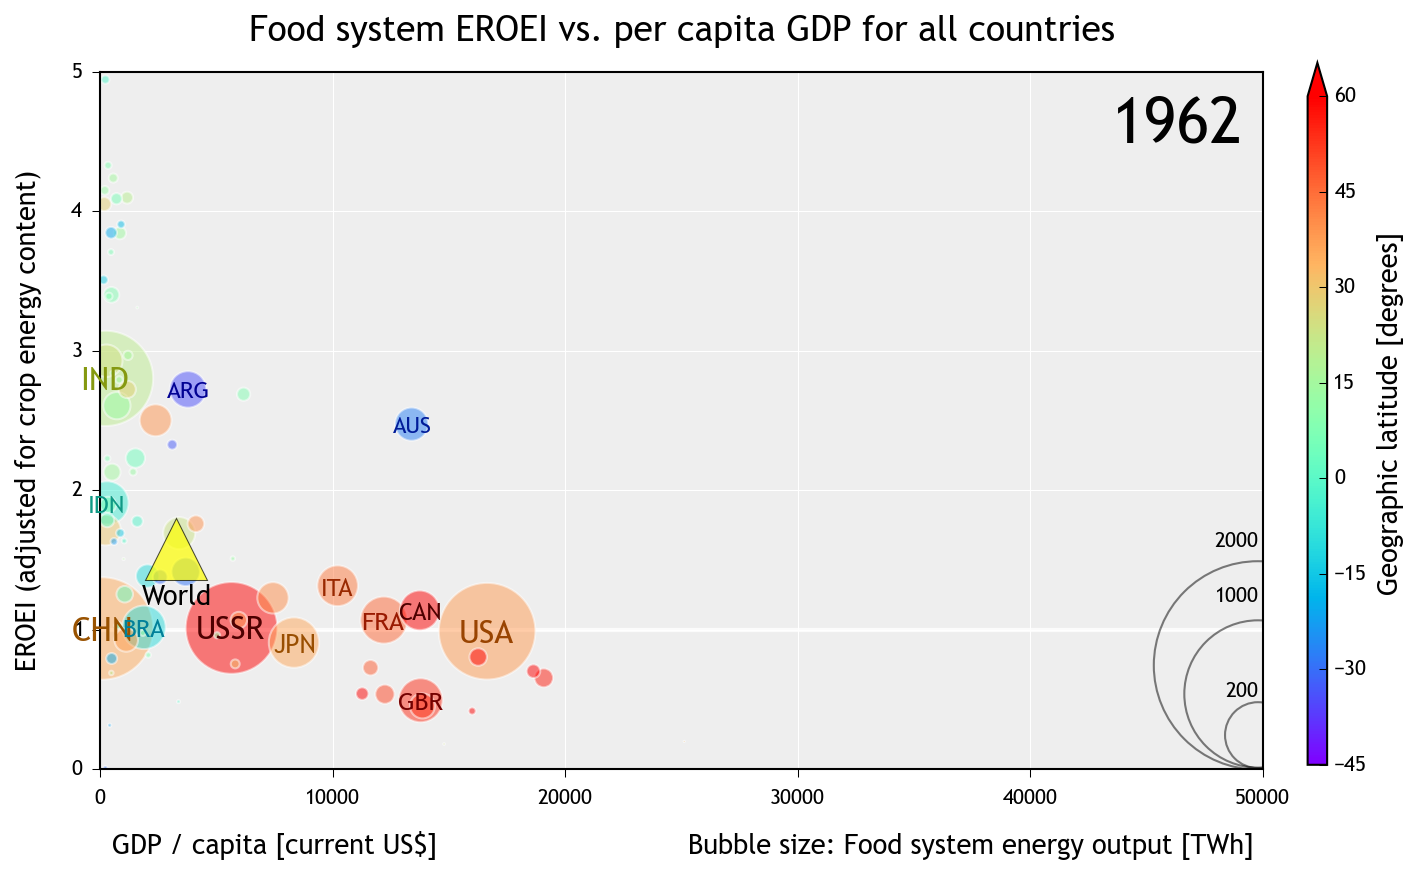 Food system EROEI vs. per capita GDP for all countries
1962
EROEI (adjusted for crop energy content)
5
4
3
2
1
0
IND
ARG
AUS
IDN
World
CHN
BRA
USSR
JPN
ITA
FRA
CAN
USA
GBR
2000
1000
200
0
10000
20000
30000
40000
50000
GDP / capita [current US$]
Bubble size: Food system energy output [TWh]
60
45
30
15
0
−15
−30
−45
Geographic latitude [degrees]